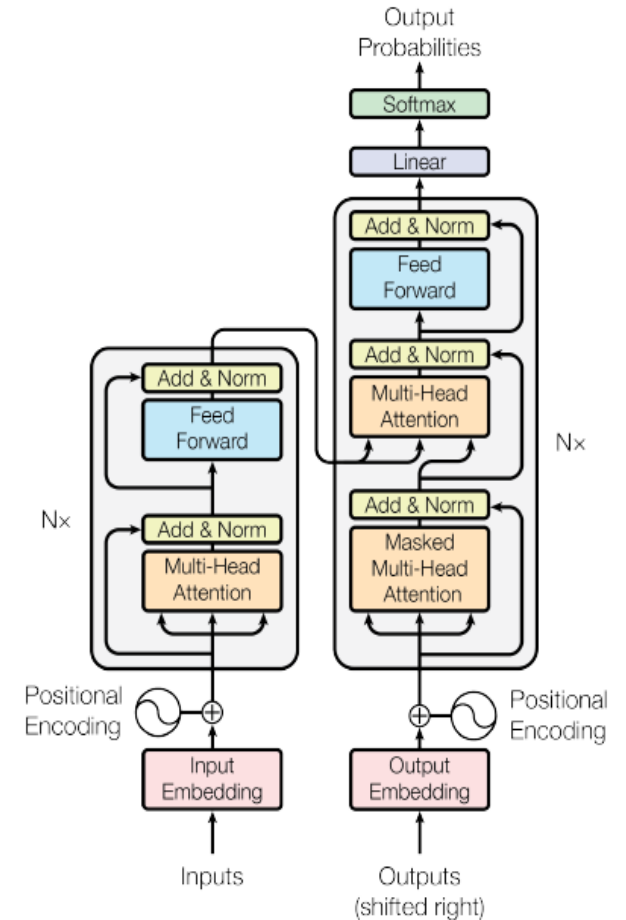 Output
Probabilities
Softmax
Linear
Add & Norm
Feed
Forward
Add & Norm
Multi-Head
Attention
Add & Norm
Masked
Multi-Head
Attention
N×
Add & Norm
Feed
Forward
Add & Norm
Multi-Head
Attention
N×
Positional
Encoding
Positional
Encoding
Input
Embedding
Output
Embedding
Inputs
Outputs
(shifted right)